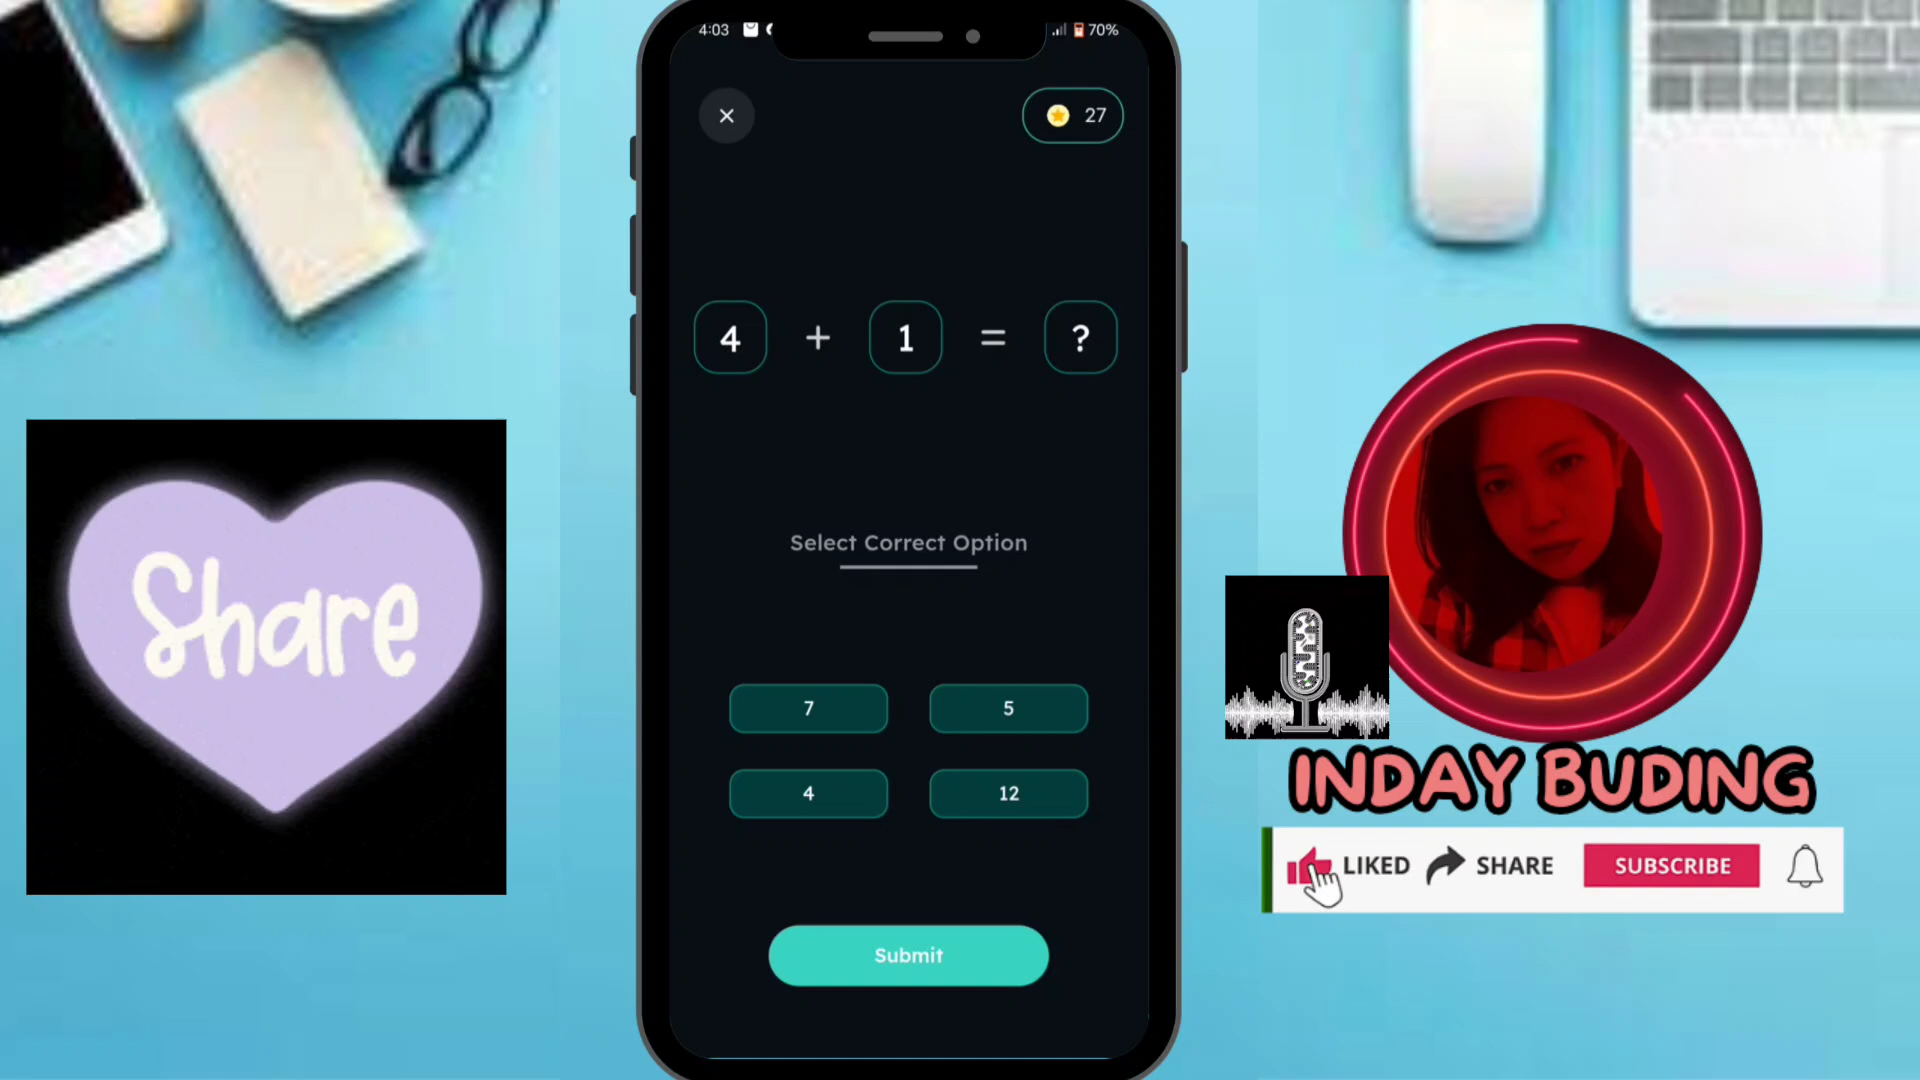 4:03
70%
27
4 + 1 = ?
Select Correct Option
7
5
4
12
Submit
Share
INDAY BUDING
LIKED
SHARE
SUBSCRIBE